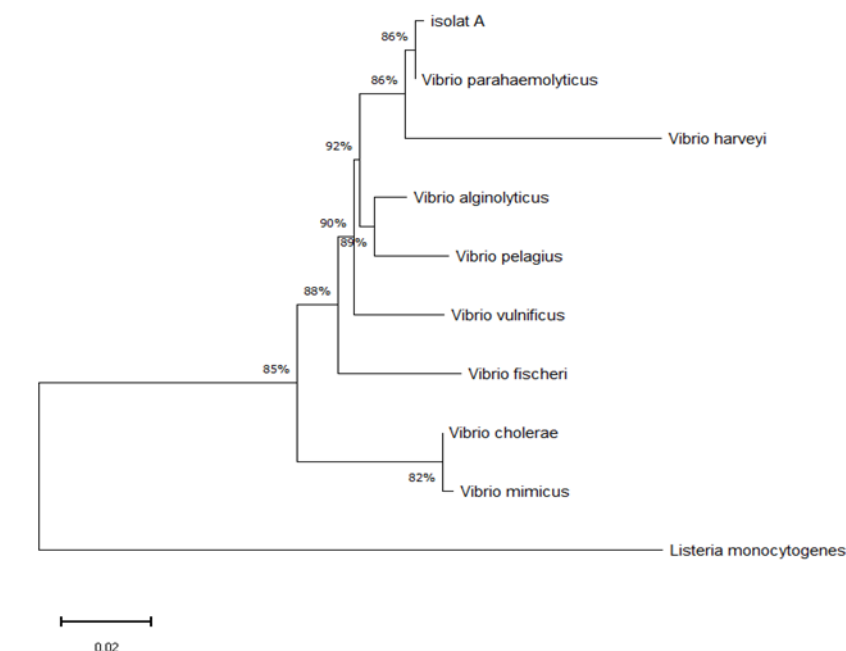 isolat A
86%
86%
Vibrio parahaemolyticus
Vibrio harveyi
92%
Vibrio alginolyticus
90%
89%
Vibrio pelagius
88%
Vibrio vulnificus
85%
Vibrio fischeri
Vibrio cholerae
82%
Vibrio mimicus
Listeria monocytogenes
0.02